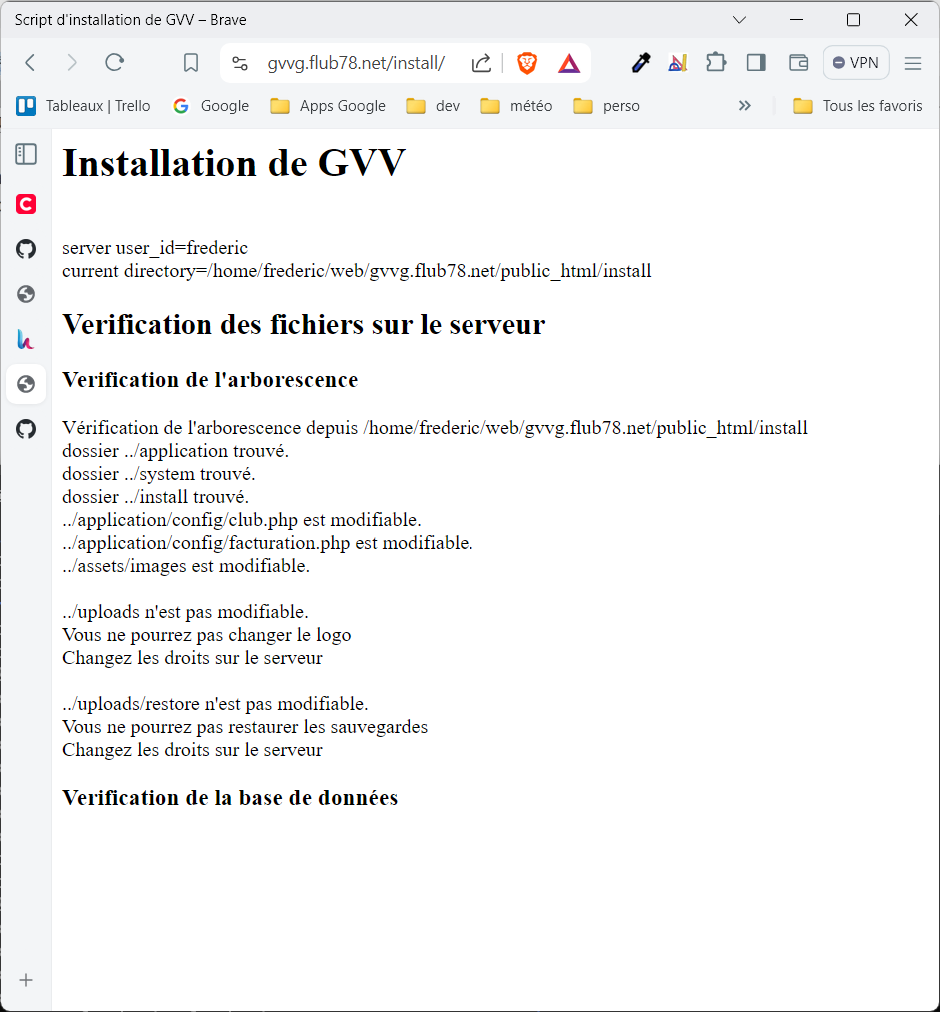 Script d'installation de GVV – Brave
gvvg.flub78.net/install/
VPN
Tableaux | Trello
Google
Apps Google
dev
météo
perso
Tous les favoris
Installation de GVV
server user_id=frederic
current directory=/home/frederic/web/gvvg.flub78.net/public_html/install
Verification des fichiers sur le serveur
Verification de l'arborescence
Vérification de l'arborescence depuis /home/frederic/web/gvvg.flub78.net/public_html/install
dossier ../application trouvé.
dossier ../system trouvé.
dossier ../install trouvé.
../application/config/club.php est modifiable.
../application/config/facturation.php est modifiable.
../assets/images est modifiable.
../uploads n'est pas modifiable.
Vous ne pourrez pas changer le logo
Changez les droits sur le serveur
../uploads/restore n'est pas modifiable.
Vous ne pourrez pas restaurer les sauvegardes
Changez les droits sur le serveur
Verification de la base de données